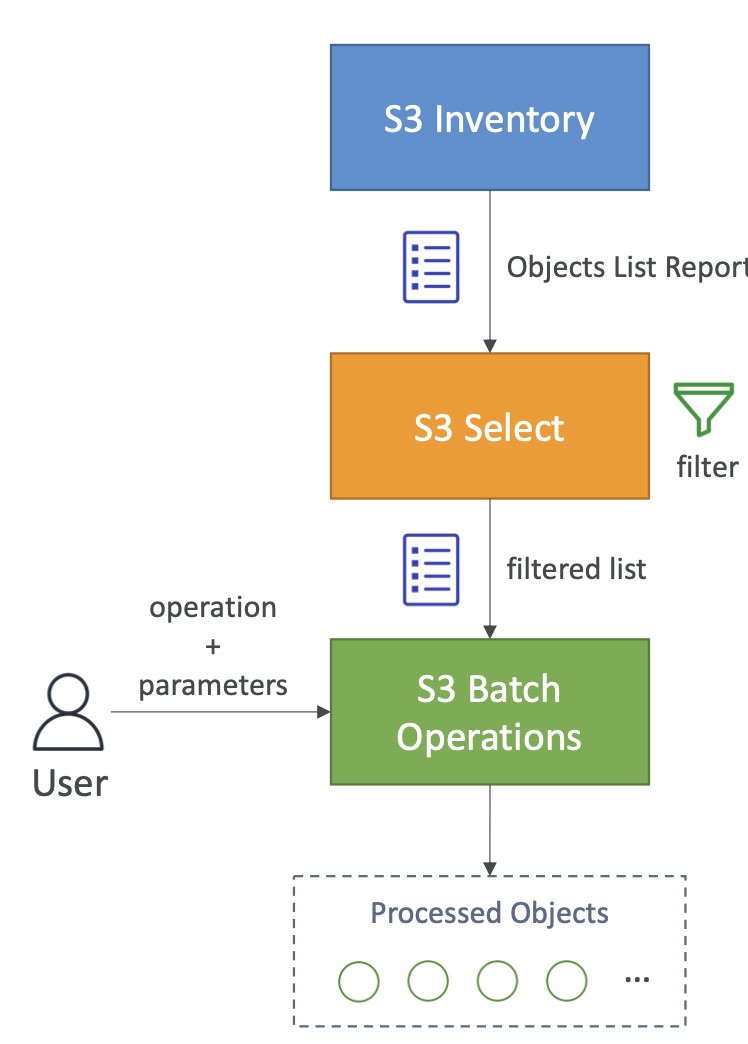 S3 Inventory
Objects List Report
S3 Select
filter
filtered list
operation
+
parameters
User
S3 Batch
Operations
Processed Objects
...